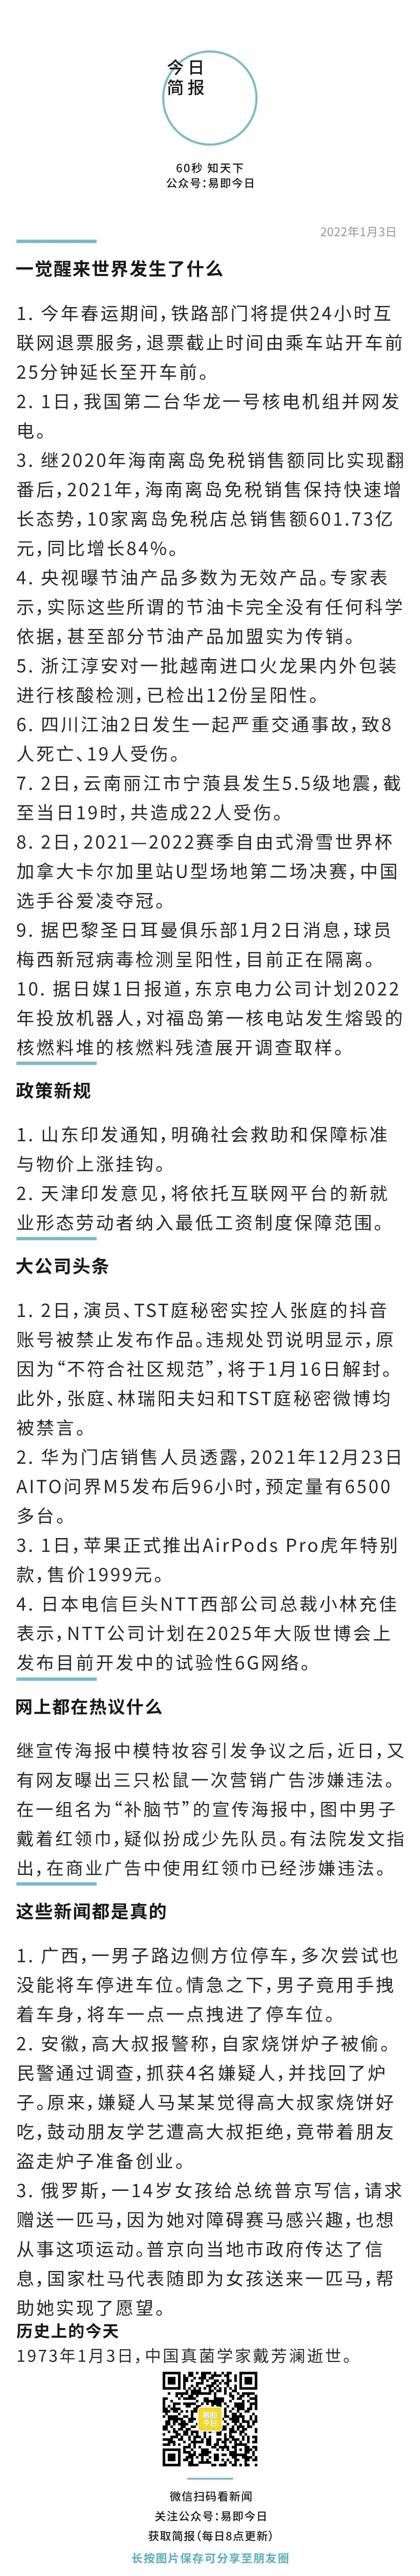 今日
简报
60秒 知天下
公众号:易即今日
2022年1月3日
一觉醒来世界发生了什么
1. 今年春运期间,铁路部门将提供24小时互
联网退票服务,退票截止时间由乘车站开车前
25分钟延长至开车前。
2. 1日,我国第二台华龙一号核电机组并网发
电。
3. 继2020年海南离岛免税销售额同比实现翻
番后,2021年,海南离岛免税销售保持快速增
长态势,10家离岛免税店总销售额601.73亿
元,同比增长84%。
4. 央视曝节油产品多数为无效产品。专家表
示,实际这些所谓的节油卡完全没有任何科学
依据,甚至部分节油产品加盟实为传销。
5. 浙江淳安对一批越南进口火龙果内外包装
进行核酸检测,已检出12份呈阳性。
6. 四川江油2日发生一起严重交通事故,致8
人死亡、19人受伤。
7. 2日,云南丽江市宁蒗县发生5.5级地震,截
至当日19时,共造成22人受伤。
8. 2日,2021—2022赛季自由式滑雪世界杯
加拿大卡尔加里站U型场地第二场决赛,中国
选手谷爱凌夺冠。
9. 据巴黎圣日耳曼俱乐部1月2日消息,球员
梅西新冠病毒检测呈阳性,目前正在隔离。
10. 据日媒1日报道,东京电力公司计划2022
年投放机器人,对福岛第一核电站发生熔毁的
核燃料堆的核燃料残渣展开调查取样。
政策新规
1. 山东印发通知,明确社会救助和保障标准
与物价上涨挂钩。
2. 天津印发意见,将依托互联网平台的新就
业形态劳动者纳入最低工资制度保障范围。
大公司头条
1. 2日,演员、TST庭秘密实控人张庭的抖音
账号被禁止发布作品。违规处罚说明显示,原
因为“不符合社区规范”,将于1月16日解封。
此外,张庭、林瑞阳夫妇和TST庭秘密微博均
被禁言。
2. 华为门店销售人员透露,2021年12月23日
AITO问界M5发布后96小时,预定量有6500
多台。
3. 1日,苹果正式推出AirPods Pro虎年特别
款,售价1999元。
4. 日本电信巨头NTT西部公司总裁小林充佳
表示,NTT公司计划在2025年大阪世博会上
发布目前开发中的试验性6G网络。
网上都在热议什么
继宣传海报中模特妆容引发争议之后,近日,又
有网友曝出三只松鼠一次营销广告涉嫌违法。
在一组名为“补脑节”的宣传海报中,图中男子
戴着红领巾,疑似扮成少先队员。有法院发文指
出,在商业广告中使用红领巾已经涉嫌违法。
这些新闻都是真的
1. 广西,一男子路边侧方位停车,多次尝试也
没能将车停进车位。情急之下,男子竟用手拽
着车身,将车一点一点拽进了停车位。
2. 安徽,高大叔报警称,自家烧饼炉子被偷。
民警通过调查,抓获4名嫌疑人,并找回了炉
子。原来,嫌疑人马某某觉得高大叔家烧饼好
吃,鼓动朋友学艺遭高大叔拒绝,竟带着朋友
盗走炉子准备创业。
3. 俄罗斯,一14岁女孩给总统普京写信,请求
赠送一匹马,因为她对障碍赛马感兴趣,也想
从事这项运动。普京向当地市政府传达了信
息,国家杜马代表随即为女孩送来一匹马,帮
助她实现了愿望。
历史上的今天
1973年1月3日,中国真菌学家戴芳澜逝世。
易即
今日
微信扫码看新闻
关注公众号:易即今日
获取简报(每日8点更新)
长按图片保存可分享至朋友圈